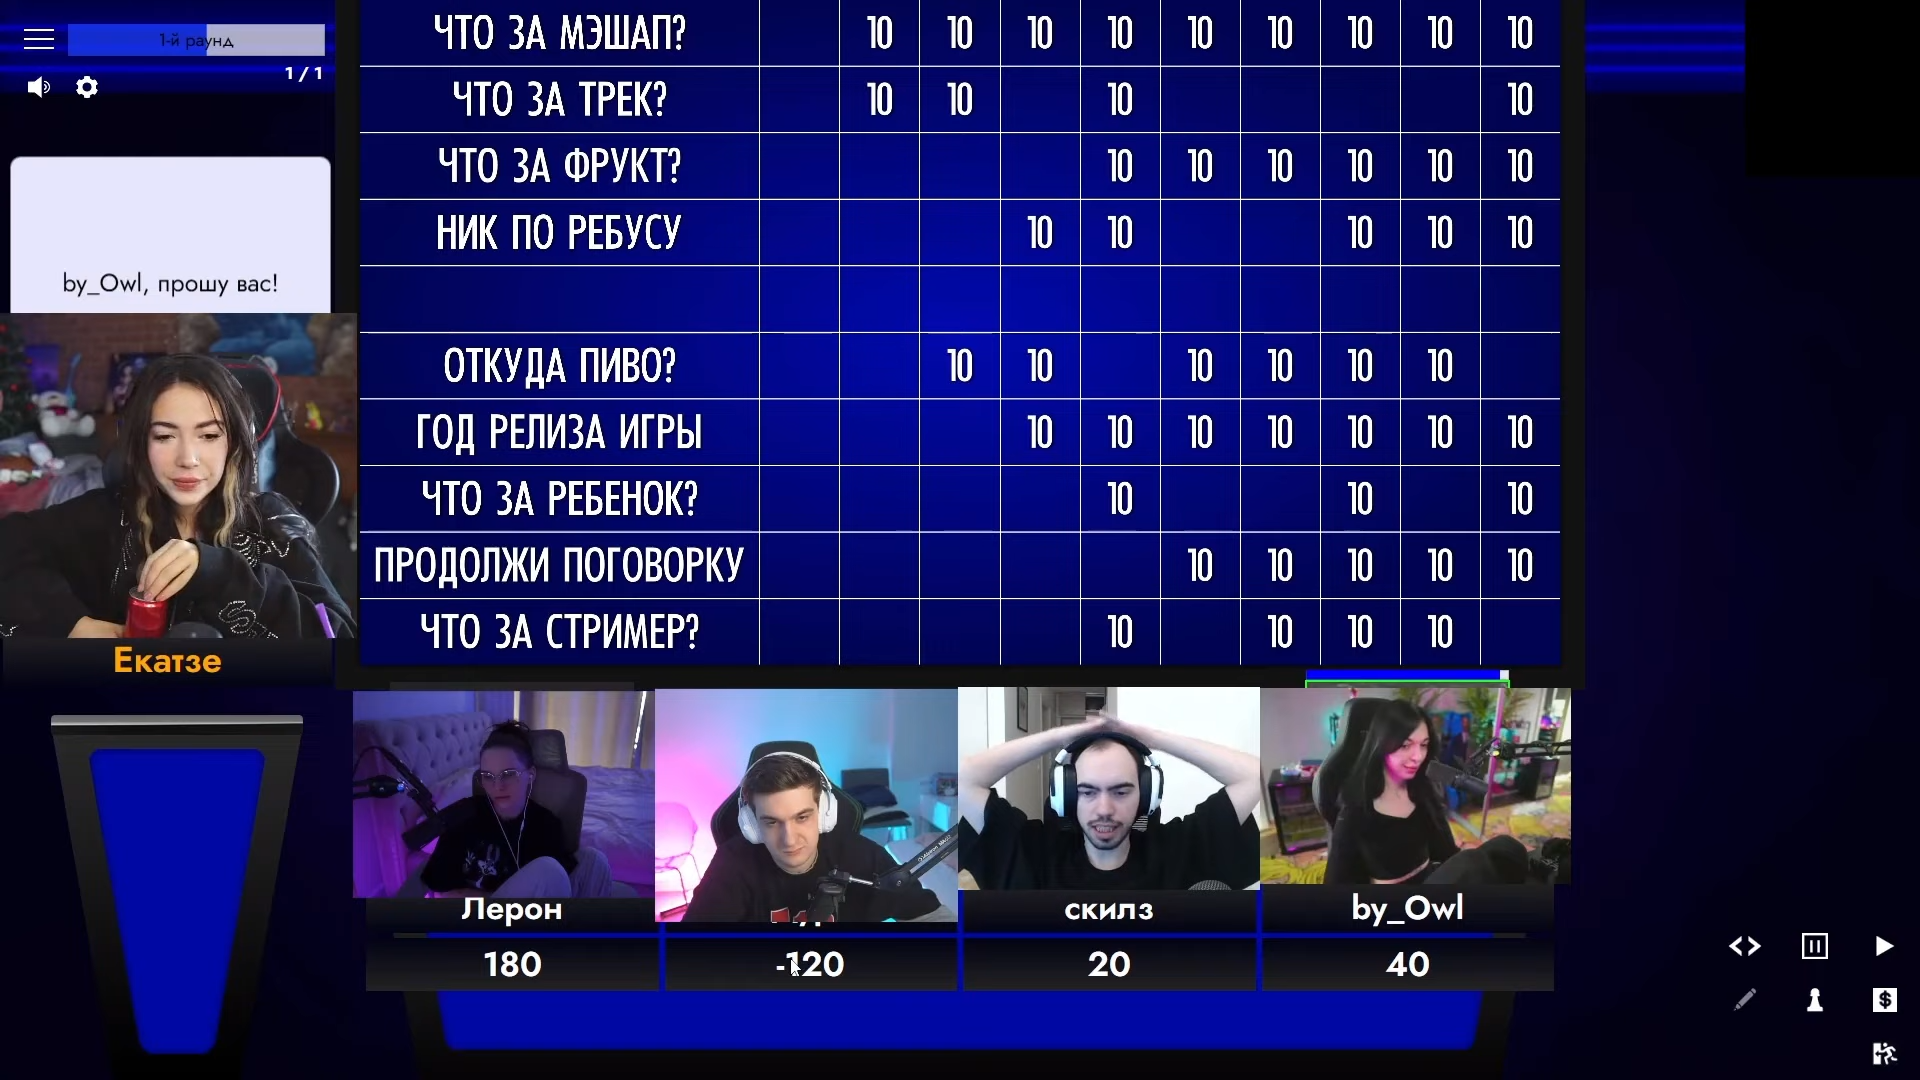 1-й раунд
1 / 1
by_Owl, прошу вас!
Екатзе
ЧТО ЗА МЭШАП? 10 10 10 10 10 10 10 10 10
ЧТО ЗА ТРЕК? 10 10 10 10
ЧТО ЗА ФРУКТ? 10 10 10 10 10 10
НИК ПО РЕБУСУ 10 10 10 10 10
ОТКУДА ПИВО? 10 10 10 10 10 10
ГОД РЕЛИЗА ИГРЫ 10 10 10 10 10 10 10
ЧТО ЗА РЕБЕНОК? 10 10 10
ПРОДОЛЖИ ПОГОВОРКУ 10 10 10 10 10
ЧТО ЗА СТРИМЕР? 10 10 10 10
Лерон скилз by_Owl
180 -120 20 40